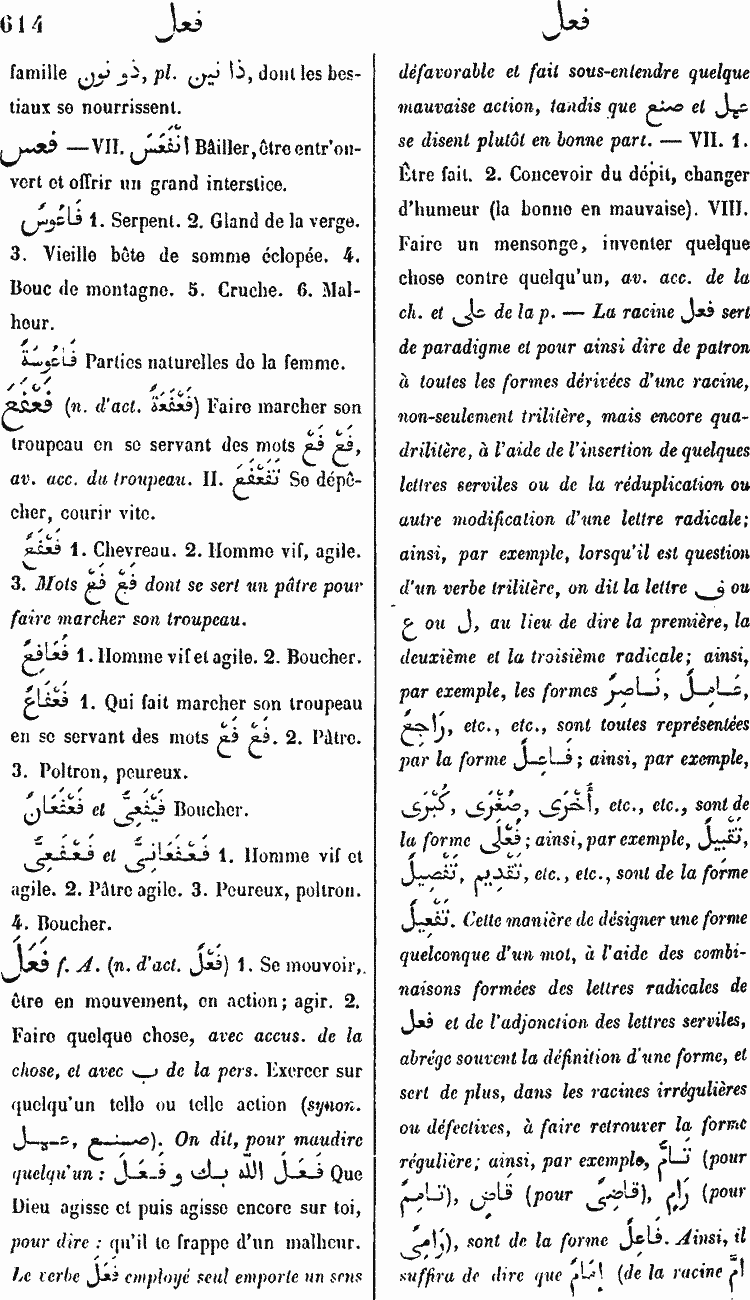 614 فعل
فعل
famille ذُو نُونٍ, pl. ذَا نِينٍ, dont les bes-
tiaux se nourrissent.
فعس — VII. اِنْفَعَسَ Bâiller, être entr'ou-
vert et offrir un grand interstice.
فَاعُوسٌ 1. Serpent. 2. Gland de la verge.
3. Vieille bête de somme éclopée. 4.
Bouc de montagne. 5. Cruche. 6. Mal-
heur.
فَاعُوسَةٌ Parties naturelles de la femme.
فَعْفَعَ (n. d'act. فَعْفَعَةٌ) Faire marcher son
troupeau en se servant des mots فَعْ فَعْ,
av. acc. du troupeau. II. تَفَعْفَعَ Se dépê-
cher, courir vite.
فَعْفَعٌ 1. Chevreau. 2. Homme vif, agile.
3. Mots فَعْ فَعْ dont se sert un pâtre pour
faire marcher son troupeau.
فَعَافِعٌ 1. Homme vif et agile. 2. Boucher.
فَعْفَاعٌ 1. Qui fait marcher son troupeau
en se servant des mots فَعْ فَعْ. 2. Pâtre.
3. Poltron, peureux.
فَعْفَعَانٌ et فَيْفَعِىٌّ Boucher.
فَعْفَعِىٌّ et فَعْفَعَانِىٌّ 1. Homme vif et
agile. 2. Pâtre agile. 3. Peureux, poltron.
4. Boucher.
فَعَلَ f. A. (n. d'act. فَعْلٌ) 1. Se mouvoir,
être en mouvement, en action; agir. 2.
Faire quelque chose, avec accus. de la
chose, et avec ب de la pers. Exercer sur
quelqu'un telle ou telle action (synon.
عمل, صنع). On dit, pour maudire
quelqu'un : فَعَلَ اللّه بك و فَعَلَ Que
Dieu agisse et puis agisse encore sur toi,
pour dire : qu'il te frappe d'un malheur.
Le verbe فَعَلَ employé seul emporte un sens
défavorable et fait sous-entendre quelque
mauvaise action, tandis que صنع et عمل
se disent plutôt en bonne part. — VII. 1.
Être fait. 2. Concevoir du dépit, changer
d'humeur (la bonne en mauvaise). VIII.
Faire un mensonge, inventer quelque
chose contre quelqu'un, av. acc. de la
ch. et على de la p. — La racine فعل sert
de paradigme et pour ainsi dire de patron
à toutes les formes dérivées d'une racine,
non-seulement trilitère, mais encore qua-
drilitère, à l'aide de l'insertion de quelques
lettres serviles ou de la réduplication ou
autre modification d'une lettre radicale;
ainsi, par exemple, lorsqu'il est question
d'un verbe trilitère, on dit la lettre ف ou
ع ou ل, au lieu de dire la première, la
deuxième et la troisième radicale; ainsi,
par exemple, les formes نَاصِرٌ, عَامِلٌ,
رَاجِعٌ, etc., etc., sont toutes représentées
par la forme فَاعِلٌ; ainsi, par exemple,
أُخْرَى, صُغْرَى, كُبْرَى, etc., etc., sont de
la forme فُعْلَى; ainsi, par exemple, تَقْبِيلٌ,
تَقْدِيم, تَفْصِيلٌ, etc., etc., sont de la forme
تَفْعِيلٌ. Cette manière de désigner une forme
quelconque d'un mot, à l'aide des combi-
naisons formées des lettres radicales de
فعل et de l'adjonction des lettres serviles,
abrége souvent la définition d'une forme, et
sert de plus, dans les racines irrégulières
ou défectives, à faire retrouver la forme
régulière; ainsi, par exemple, تَامٌّ (pour
تَامِمٌ), قَاضٍ (pour قَاضِىٌ), رَامٍ (pour
رَامِىٌ), sont de la forme فَاعِلٌ. Ainsi, il
suffira de dire que إِمَامٌ (de la racine أَمَّ